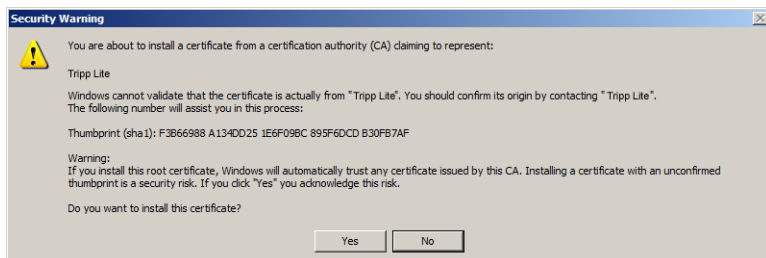 Security Warning
You are about to install a certificate from a certification authority (CA) claiming to represent:
Tripp Lite
Windows cannot validate that the certificate is actually from "Tripp Lite". You should confirm its origin by contacting " Tripp Lite".
The following number will assist you in this process:
Thumbprint (sha1): F3B66988 A134DD25 1E6F09BC 895F6DCD B30FB7AF
Warning:
If you install this root certificate, Windows will automatically trust any certificate issued by this CA. Installing a certificate with an unconfirmed
thumbprint is a security risk. If you click "Yes" you acknowledge this risk.
Do you want to install this certificate?
Yes No